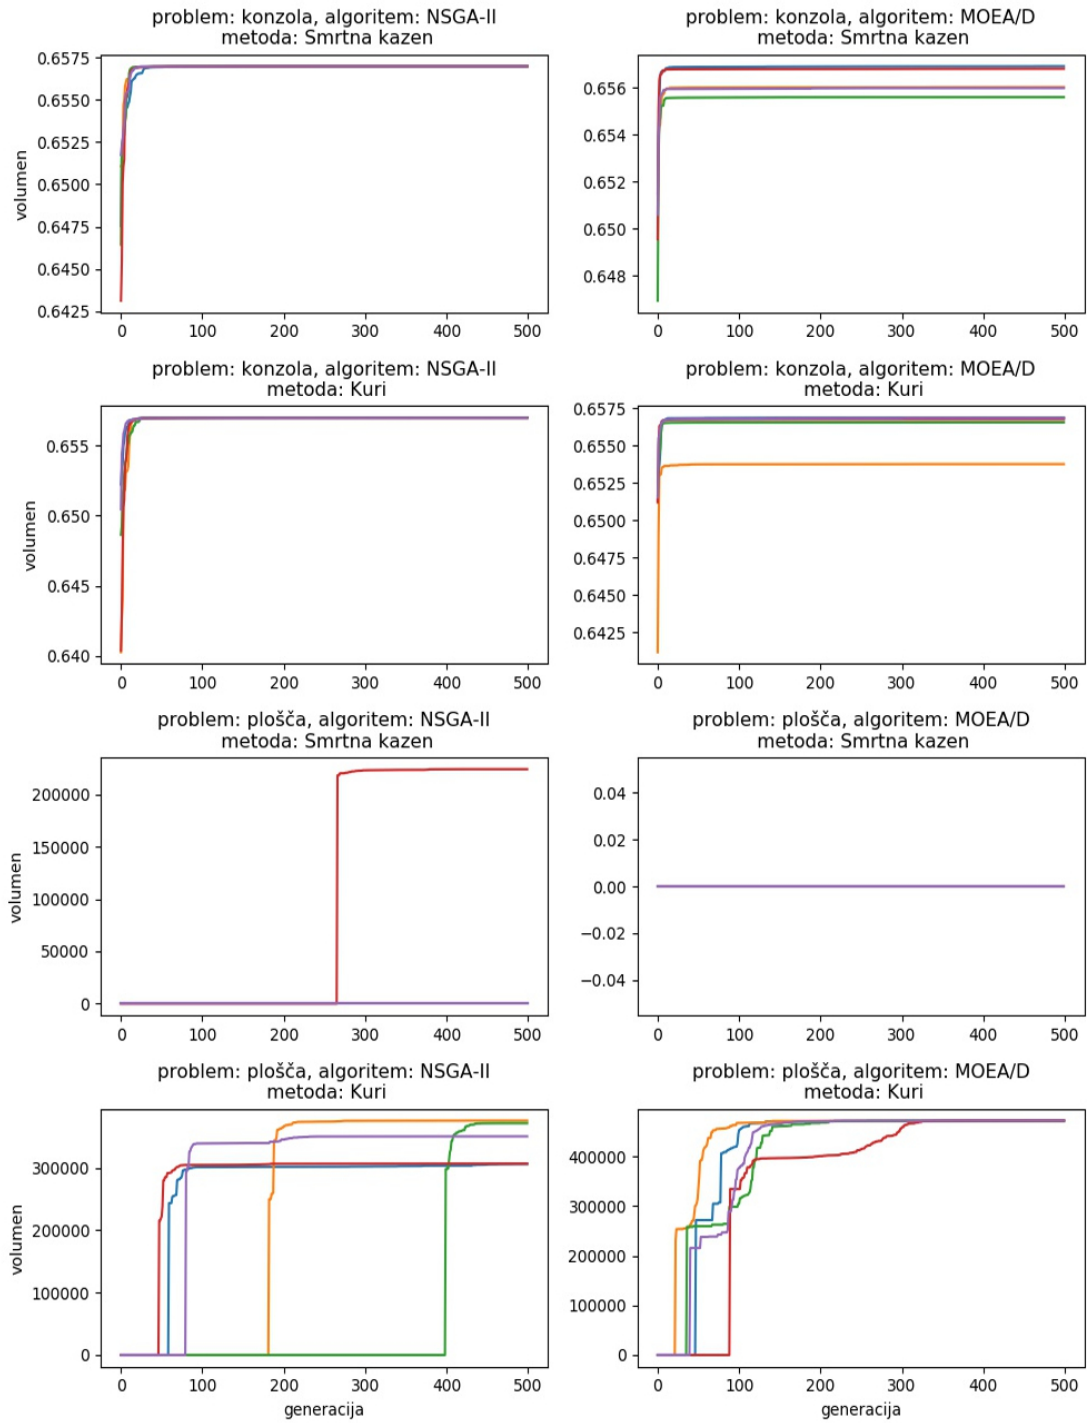 problem: konzola, algoritem: NSGA-II
metoda: Smrtna kazen
0.6575
0.6550
0.6525
0.6500
0.6475
0.6450
0.6425
volumen
0 100 200 300 400 500
problem: konzola, algoritem: MOEA/D
metoda: Smrtna kazen
0.656
0.654
0.652
0.650
0.648
0 100 200 300 400 500
problem: konzola, algoritem: NSGA-II
metoda: Kuri
0.655
0.650
0.645
0.640
volumen
0 100 200 300 400 500
problem: konzola, algoritem: MOEA/D
metoda: Kuri
0.6575
0.6550
0.6525
0.6500
0.6475
0.6450
0.6425
0 100 200 300 400 500
problem: plošča, algoritem: NSGA-II
metoda: Smrtna kazen
200000
150000
100000
50000
0
volumen
0 100 200 300 400 500
problem: plošča, algoritem: MOEA/D
metoda: Smrtna kazen
0.04
0.02
0.00
−0.02
−0.04
0 100 200 300 400 500
problem: plošča, algoritem: NSGA-II
metoda: Kuri
300000
200000
100000
0
volumen
0 100 200 300 400 500
generacija
problem: plošča, algoritem: MOEA/D
metoda: Kuri
400000
300000
200000
100000
0
0 100 200 300 400 500
generacija